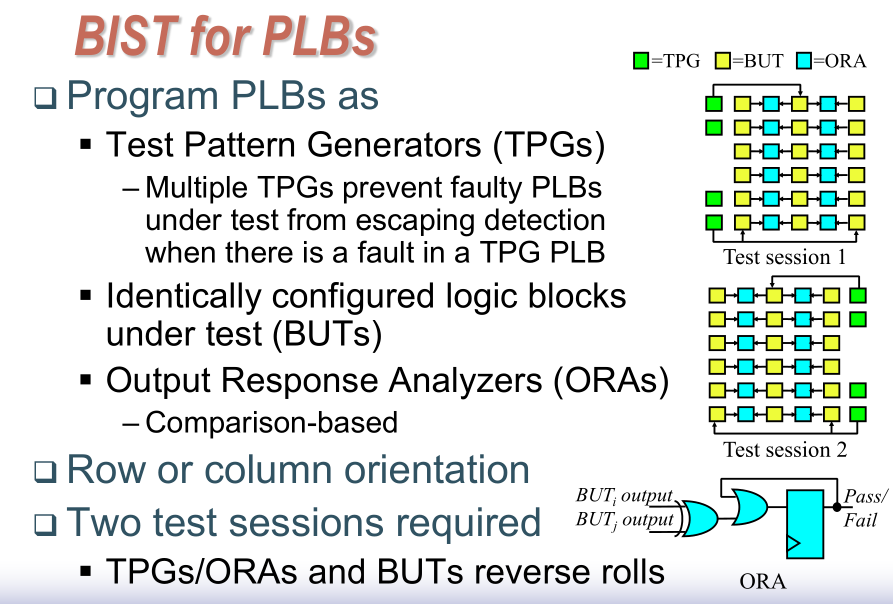 BIST for PLBs
=TPG =BUT =ORA
❑ Program PLBs as
▪ Test Pattern Generators (TPGs)
– Multiple TPGs prevent faulty PLBs
under test from escaping detection
when there is a fault in a TPG PLB
▪ Identically configured logic blocks
under test (BUTs)
▪ Output Response Analyzers (ORAs)
– Comparison-based
❑ Row or column orientation
❑ Two test sessions required
▪ TPGs/ORAs and BUTs reverse rolls
Test session 1
Test session 2
BUTi output
BUTj output
Pass/
Fail
ORA